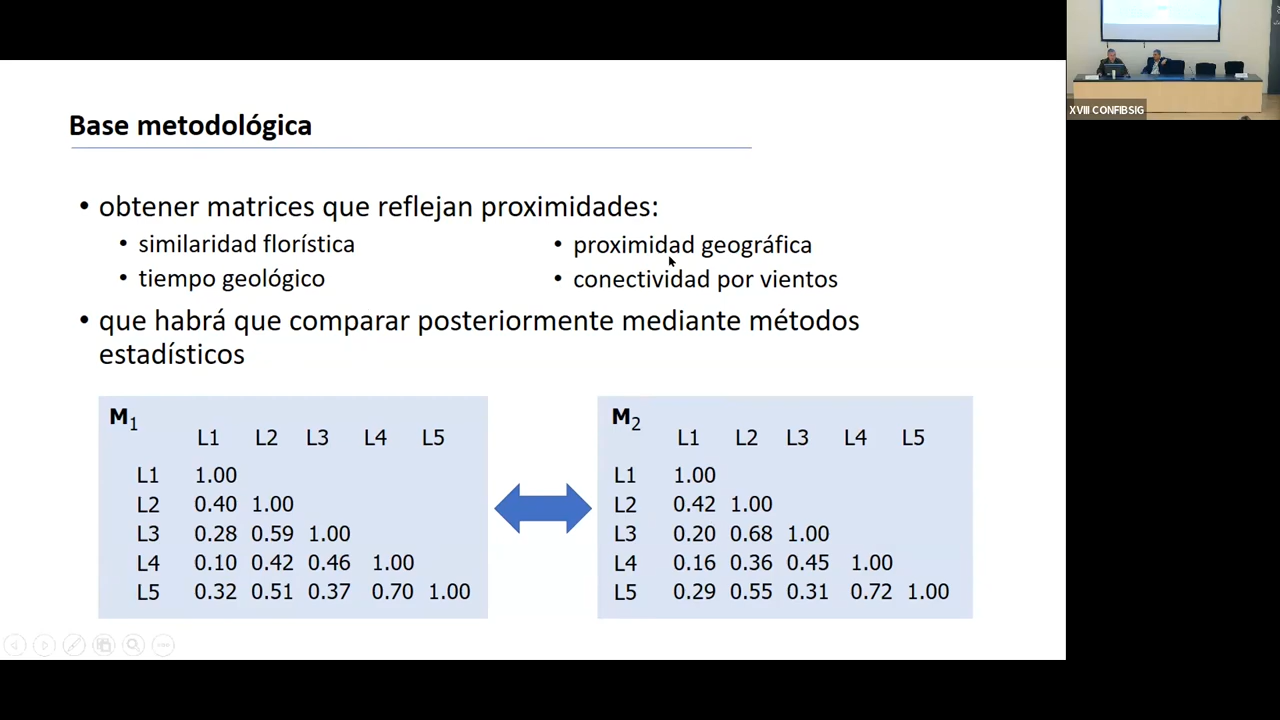 Base metodológica
• obtener matrices que reflejan proximidades:
• similaridad florística
• tiempo geológico
• proximidad geográfica
• conectividad por vientos
• que habrá que comparar posteriormente mediante métodos
estadísticos
M1
L1 L2 L3 L4 L5
L1 1.00
L2 0.40 1.00
L3 0.28 0.59 1.00
L4 0.10 0.42 0.46 1.00
L5 0.32 0.51 0.37 0.70 1.00
M2
L1 L2 L3 L4 L5
L1 1.00
L2 0.42 1.00
L3 0.20 0.68 1.00
L4 0.16 0.36 0.45 1.00
L5 0.29 0.55 0.31 0.72 1.00
XVIII CONFIBSIG